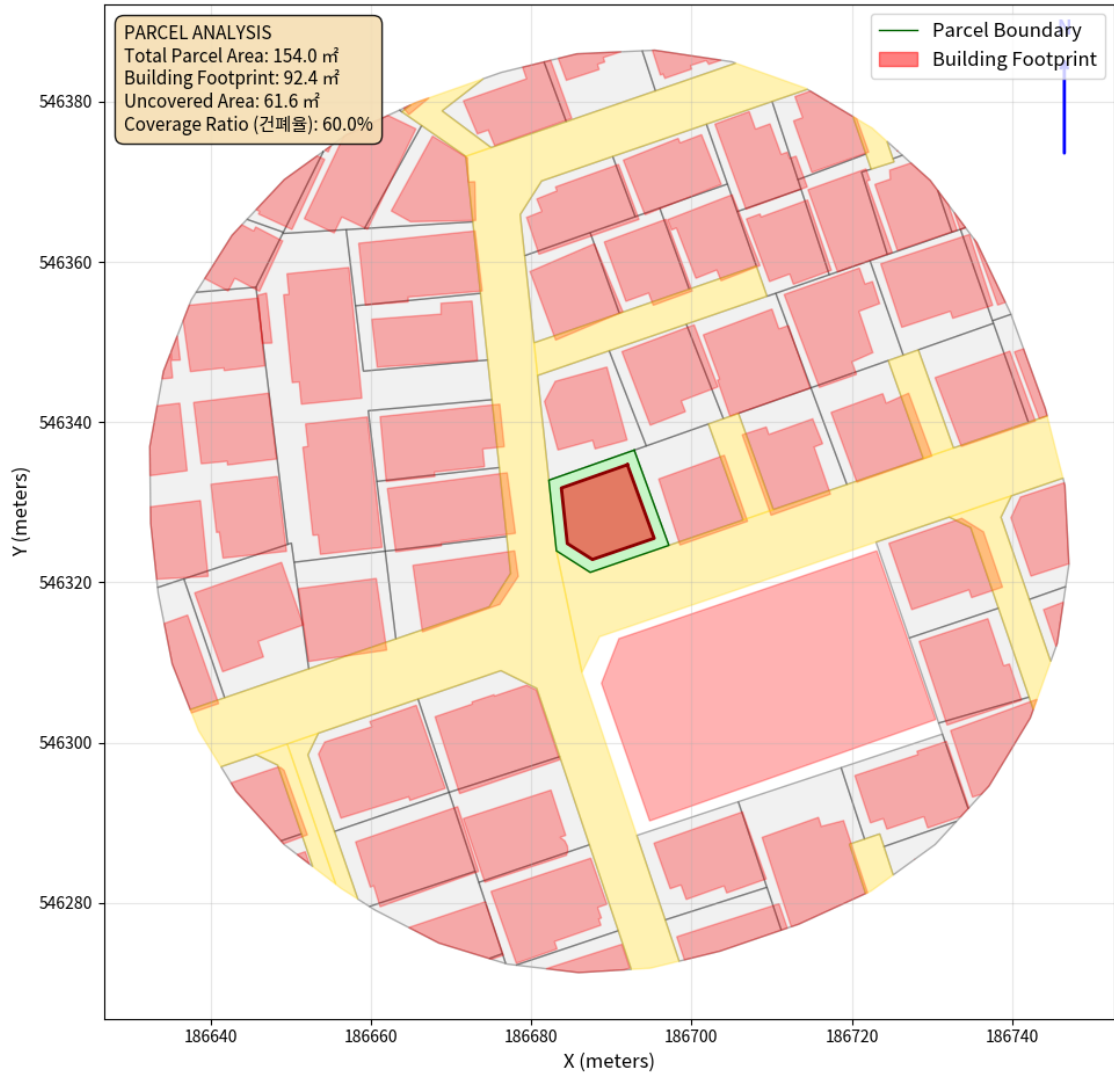 PARCEL ANALYSIS
Total Parcel Area: 154.0 ㎡
Building Footprint: 92.4 ㎡
Uncovered Area: 61.6 ㎡
Coverage Ratio (건폐율): 60.0%
Parcel Boundary
Building Footprint
N
546380
546360
546340
546320
546300
546280
Y (meters)
186640
186660
186680
186700
186720
186740
X (meters)